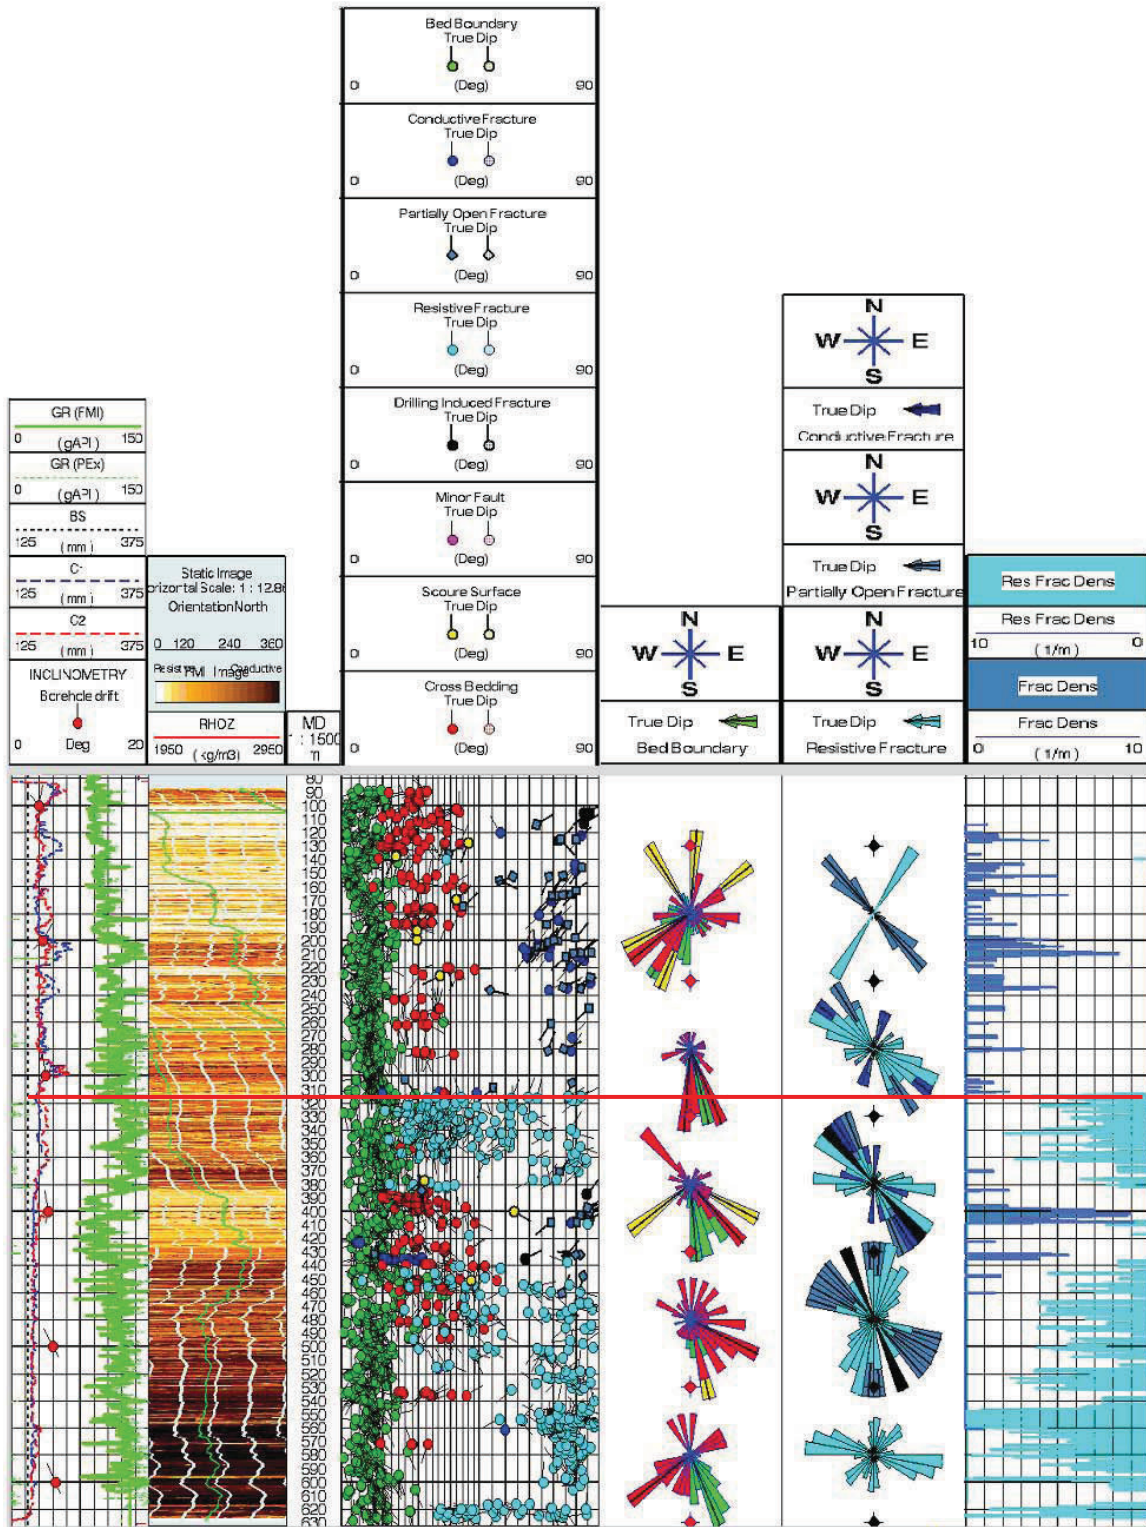 Bed Boundary
True Dip
0 (Deg) 90
Conductive Fracture
True Dip
0 (Deg) 90
Partially Open Fracture
True Dip
0 (Deg) 90
Resistive Fracture
True Dip
0 (Deg) 90
Drilling Induced Fracture
True Dip
0 (Deg) 90
Minor Fault
True Dip
0 (Deg) 90
Scoure Surface
True Dip
0 (Deg) 90
Cross Bedding
True Dip
0 (Deg) 90
GR (FMI)
0 (gAPI) 150
GR (PEx)
0 (gAPI) 150
BS
125 (mm) 375
125 (mm) 375
C2
125 (mm) 375
INCLINOMETRY
Borehole drift
0 Deg 20
Static Image
orizontal Scale: 1 : 12.86
Orientation North
0 120 240 360
FMI Image
Conductive
RHOZ
1950 (kg/m3) 2950
MD
1 : 1500
m
N
W E
S
True Dip
Bed Boundary
N
W E
S
True Dip
Conductive Fracture
N
W E
S
True Dip
Partially Open Fracture
N
W E
S
True Dip
Resistive Fracture
Res Frac Dens
Res Frac Dens
10 (1/m) 0
Frac Dens
Frac Dens
0 (1/m) 10
80
90
100
110
120
130
140
150
160
170
180
190
200
210
220
230
240
250
260
270
280
290
300
310
320
330
340
350
360
370
380
390
400
410
420
430
440
450
460
470
480
490
500
510
520
530
540
550
560
570
580
590
600
610
620
630